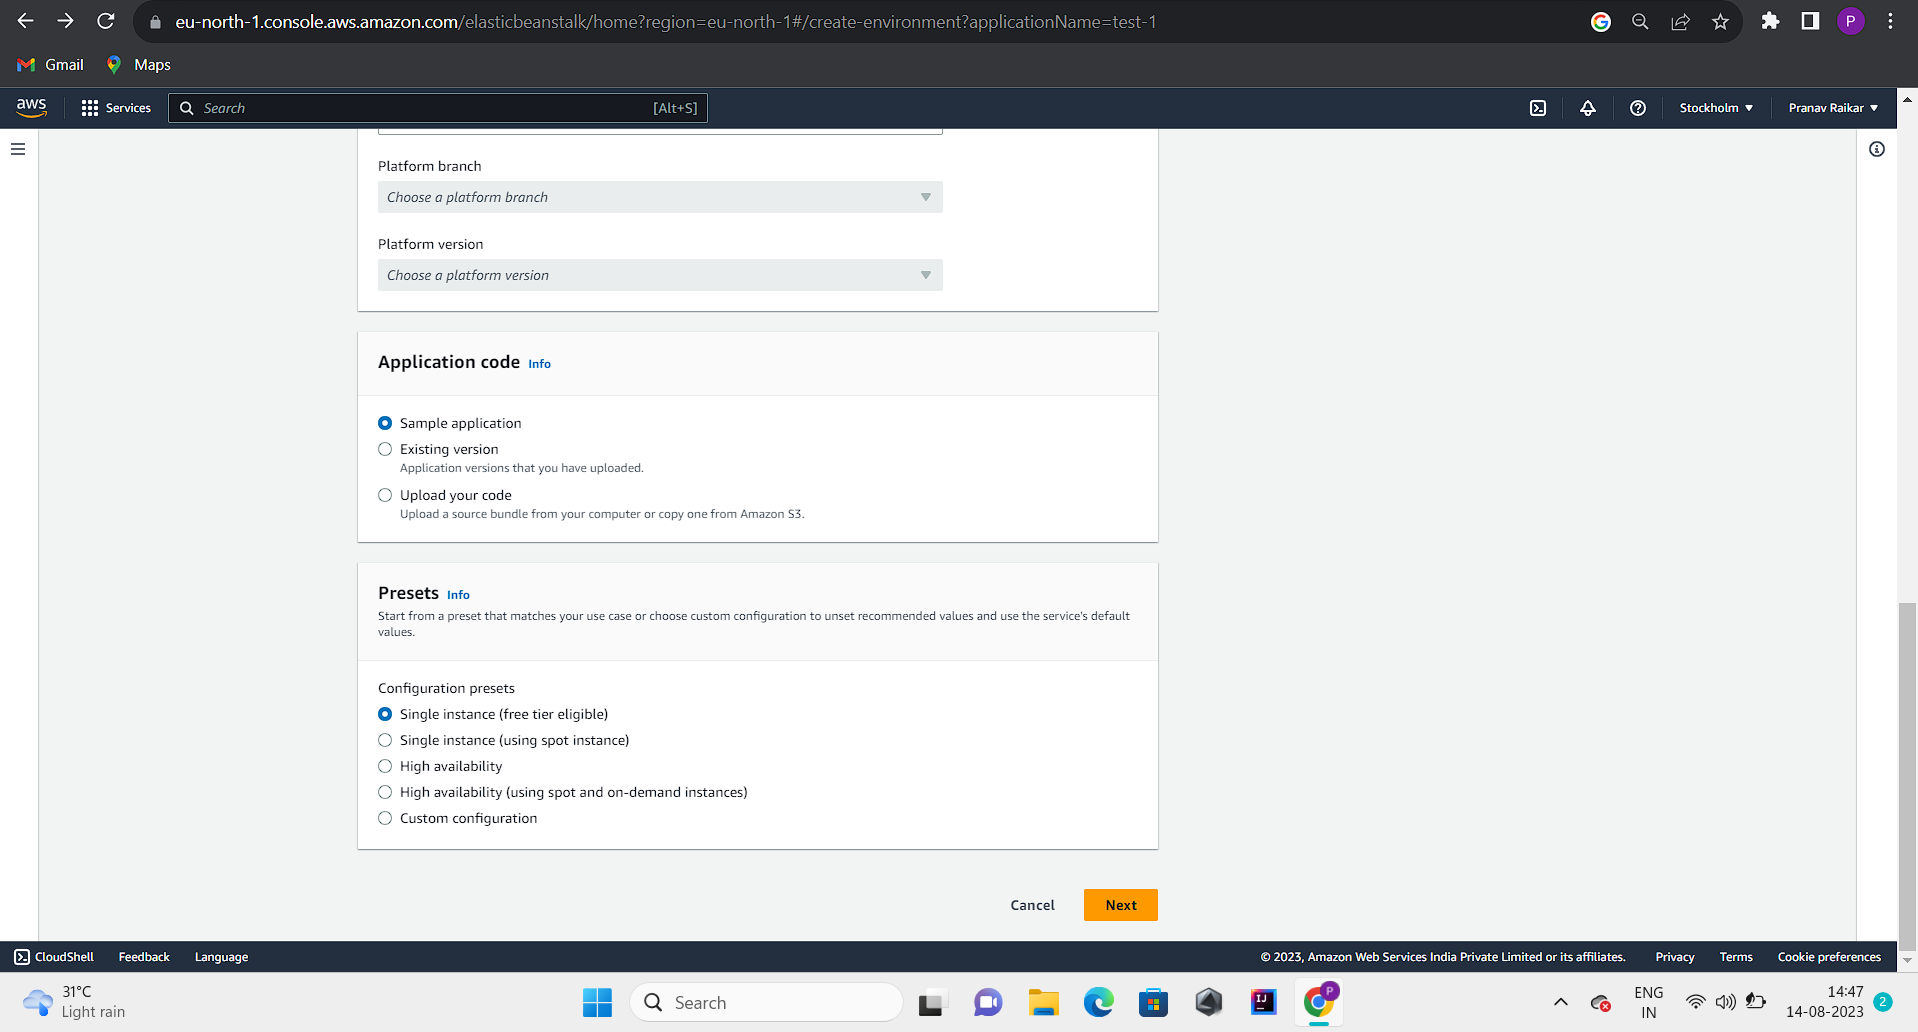 eu-north-1.console.aws.amazon.com/elasticbeanstalk/home?region=eu-north-1#/create-environment?applicationName=test-1
P
Gmail
Maps
aws
Services
Search
[Alt+S]
Stockholm
Pranav Raikar
Platform branch
Choose a platform branch
Platform version
Choose a platform version
Application code Info
Sample application
Existing version
Application versions that you have uploaded.
Upload your code
Upload a source bundle from your computer or copy one from Amazon S3.
Presets Info
Start from a preset that matches your use case or choose custom configuration to unset recommended values and use the service's default
values.
Configuration presets
Single instance (free tier eligible)
Single instance (using spot instance)
High availability
High availability (using spot and on-demand instances)
Custom configuration
Cancel
Next
CloudShell
Feedback
Language
© 2023, Amazon Web Services India Private Limited or its affiliates.
Privacy
Terms
Cookie preferences
31°C
Light rain
Search
IJ
P
ENG
IN
14:47
14-08-2023
2